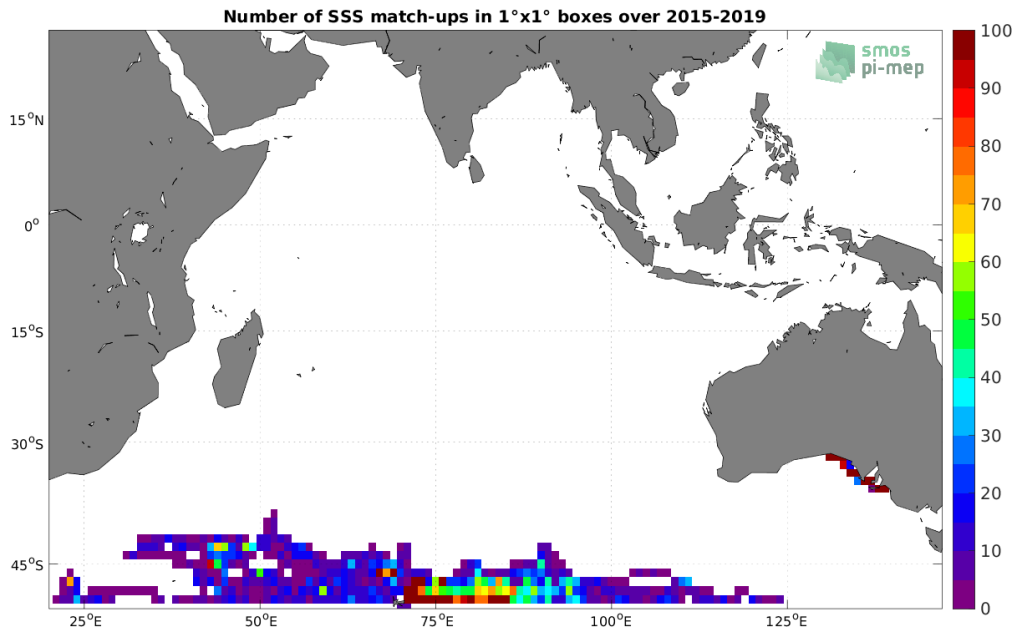 Number of SSS match-ups in 1°x1° boxes over 2015-2019
smos
pi-mep
15°N
0°
15°S
30°S
45°S
25°E
50°E
75°E
100°E
125°E
100
90
80
70
60
50
40
30
20
10
0